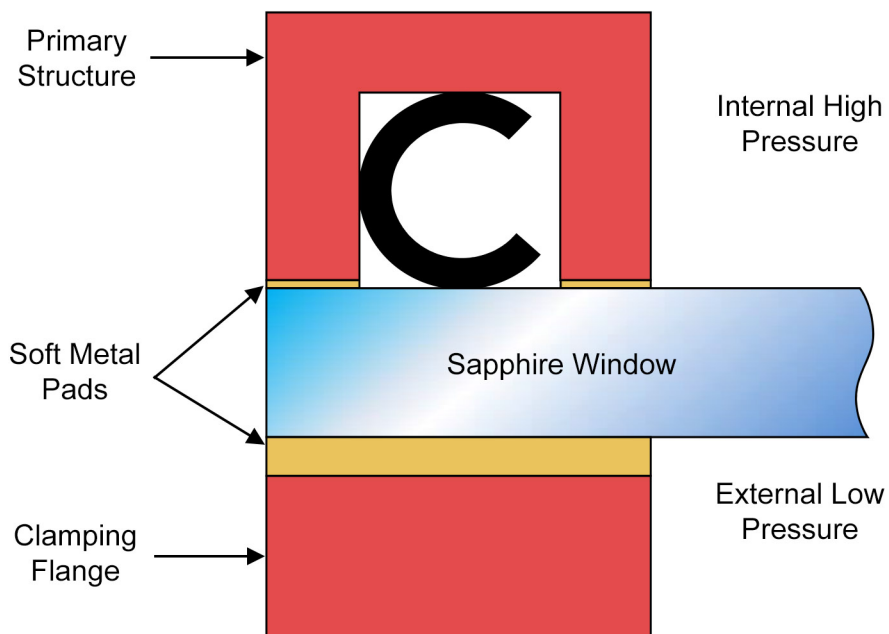 Primary
Structure
Internal High
Pressure
Soft Metal
Pads
Sapphire Window
External Low
Pressure
Clamping
Flange